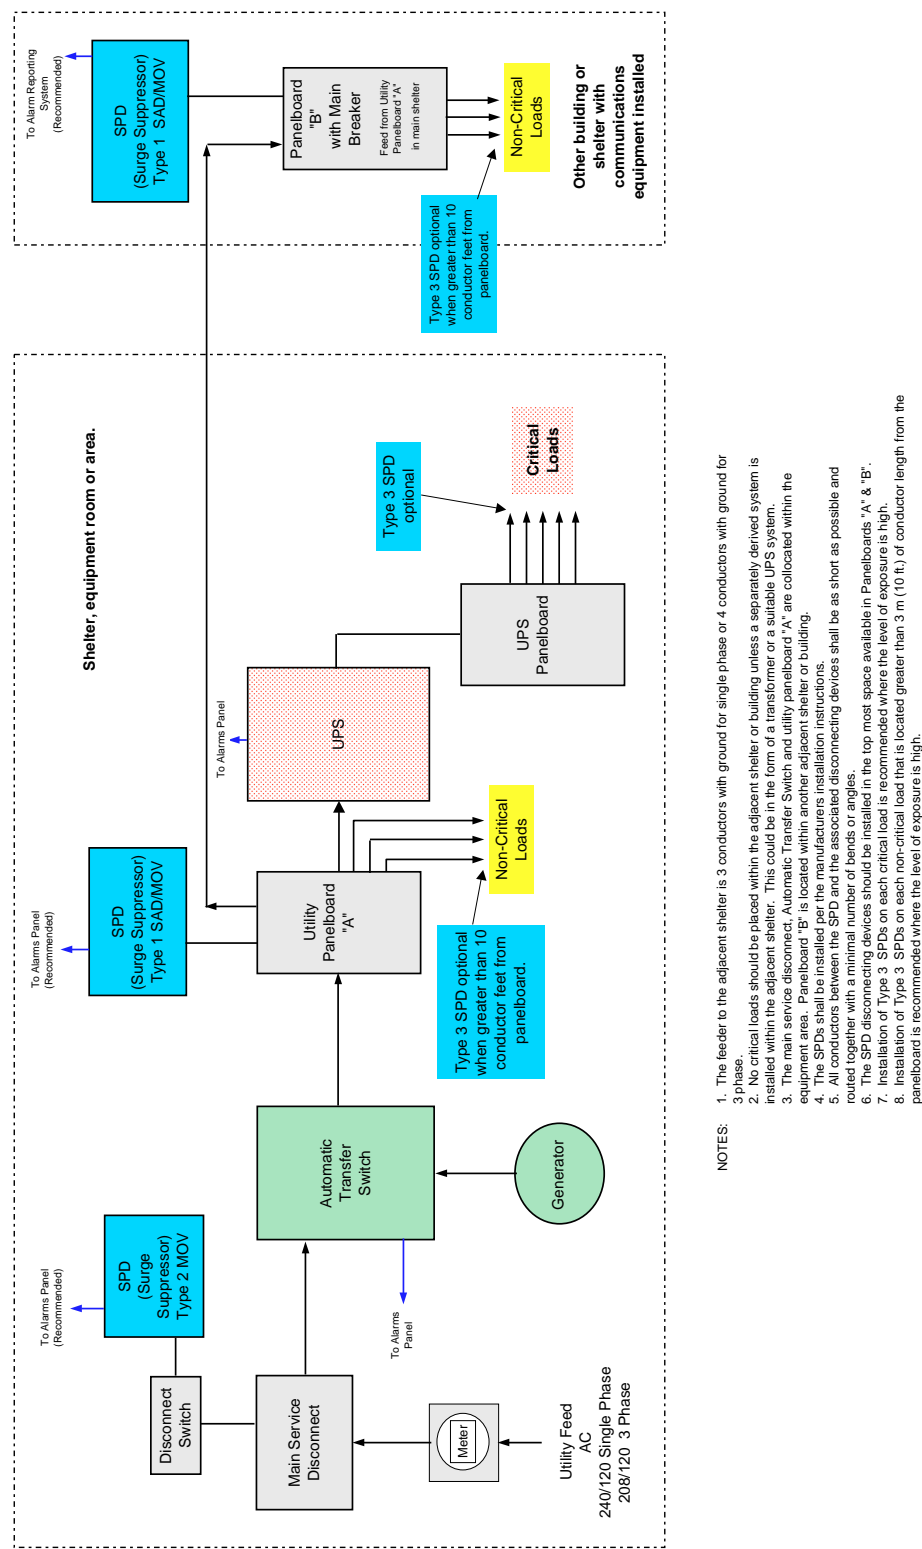 To Alarm Reporting
System
(Recommended)
SPD
(Surge Suppressor)
Type 1  SAD/MOV
Panelboard
"B"
with Main
Breaker
Feed from Utility
Panelboard "A"
in main shelter
Non-Critical
Loads
Other building or
shelter with
communications
equipment installed
Type 3 SPD optional
when greater than 10
conductor feet from
panelboard.
Shelter, equipment room or area.
Type 3 SPD
optional
Critical
Loads
UPS
Panelboard
To Alarms Panel
UPS
To Alarms Panel
(Recommended)
SPD
(Surge Suppressor)
Type 1 SAD/MOV
Utility
Panelboard
"A"
Non-Critical
Loads
Type 3 SPD optional
when greater than 10
conductor feet from
panelboard.
Automatic
Transfer
Switch
Generator
To Alarms Panel
(Recommended)
SPD
(Surge
Suppressor)
Type 2 MOV
To Alarms
Panel
Disconnect
Switch
Main Service
Disconnect
Meter
Utility Feed
AC
240/120 Single Phase
208/120  3 Phase
NOTES:
1.  The feeder to the adjacent shelter is 3 conductors with ground for single phase or 4 conductors with ground for
3 phase.
2.  No critical loads should be placed within the adjacent shelter or building unless a separately derived system is
installed within the adjacent shelter.  This could be in the form of a transformer or a suitable UPS system.
3.  The main service disconnect, Automatic Transfer Switch and utility panelboard "A" are collocated within the
equipment area.  Panelboard "B" is located within another adjacent shelter or building.
4.  The SPDs shall be installed per the manufacturers installation instructions.
5.  All conductors between the SPD and the associated disconnecting devices shall be as short as possible and
routed together with a minimal number of bends or angles.
6.  The SPD disconnecting devices should be installed in the top most space available in Panelboards "A" & "B".
7.  Installation of Type 3  SPDs on each critical load is recommended where the level of exposure is high.
8.  Installation of Type 3  SPDs on each non-critical load that is located greater than 3 m (10 ft.) of conductor length from the
panelboard is recommended where the level of exposure is high.